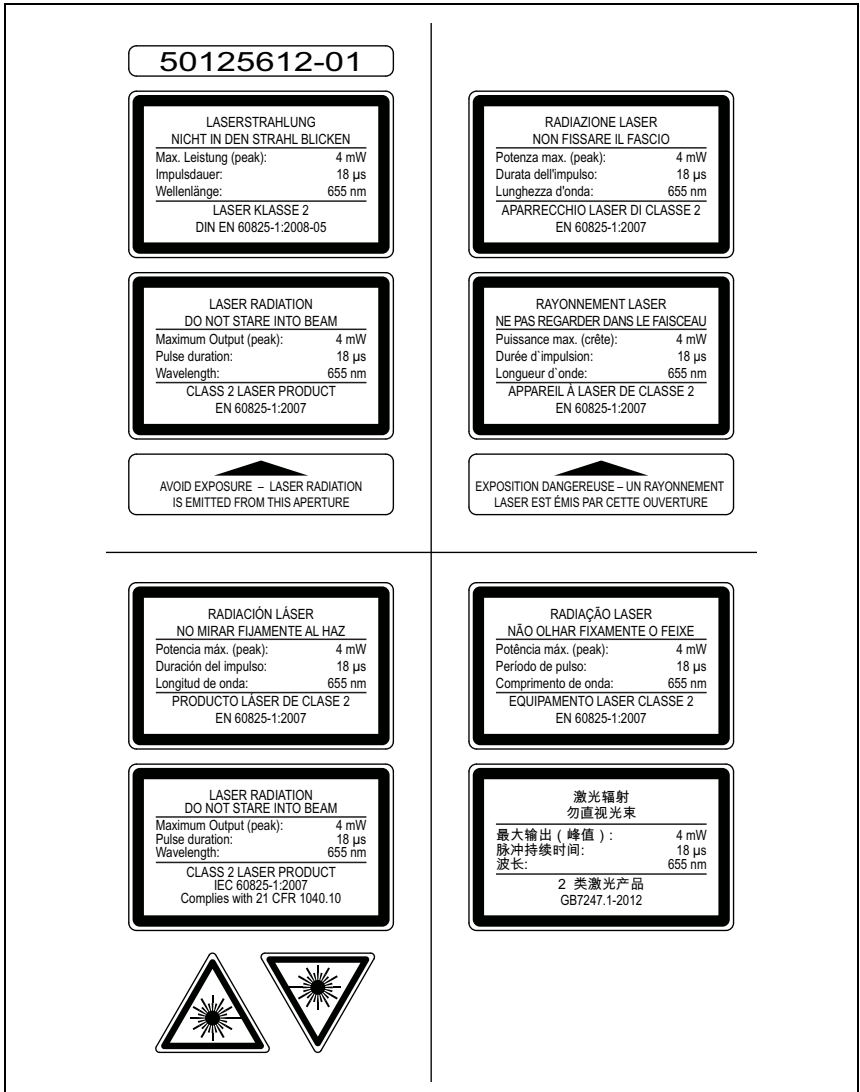 50125612-01
LASERSTRAHLUNG
NICHT IN DEN STRAHL BLICKEN
Max. Leistung (peak): 4 mW
Impulsdauer: 18 µs
Wellenlänge: 655 nm
LASER KLASSE 2
DIN EN 60825-1:2008-05
LASER RADIATION
DO NOT STARE INTO BEAM
Maximum Output (peak): 4 mW
Pulse duration: 18 µs
Wavelength: 655 nm
CLASS 2 LASER PRODUCT
EN 60825-1:2007
AVOID EXPOSURE – LASER RADIATION
IS EMITTED FROM THIS APERTURE
RADIAZIONE LASER
NON FISSARE IL FASCIO
Potenza max. (peak): 4 mW
Durata dell'impulso: 18 µs
Lunghezza d'onda: 655 nm
APARRECCHIO LASER DI CLASSE 2
EN 60825-1:2007
RAYONNEMENT LASER
NE PAS REGARDER DANS LE FAISCEAU
Puissance max. (crête): 4 mW
Durée d`impulsion: 18 µs
Longueur d`onde: 655 nm
APPAREIL À LASER DE CLASSE 2
EN 60825-1:2007
EXPOSITION DANGEREUSE – UN RAYONNEMENT
LASER EST ÉMIS PAR CETTE OUVERTURE
RADIACIÓN LÁSER
NO MIRAR FIJAMENTE AL HAZ
Potencia máx. (peak): 4 mW
Duración del impulso: 18 µs
Longitud de onda: 655 nm
PRODUCTO LÁSER DE CLASE 2
EN 60825-1:2007
LASER RADIATION
DO NOT STARE INTO BEAM
Maximum Output (peak): 4 mW
Pulse duration: 18 µs
Wavelength: 655 nm
CLASS 2 LASER PRODUCT
IEC 60825-1:2007
Complies with 21 CFR 1040.10
RADIAÇÃO LASER
NÃO OLHAR FIXAMENTE O FEIXE
Potência máx. (peak): 4 mW
Período de pulso: 18 µs
Comprimento de onda: 655 nm
EQUIPAMENTO LASER CLASSE 2
EN 60825-1:2007
激光辐射
勿直视光束
最大输出（峰值）: 4 mW
脉冲持续时间: 18 µs
波长: 655 nm
2 类激光产品
GB7247.1-2012